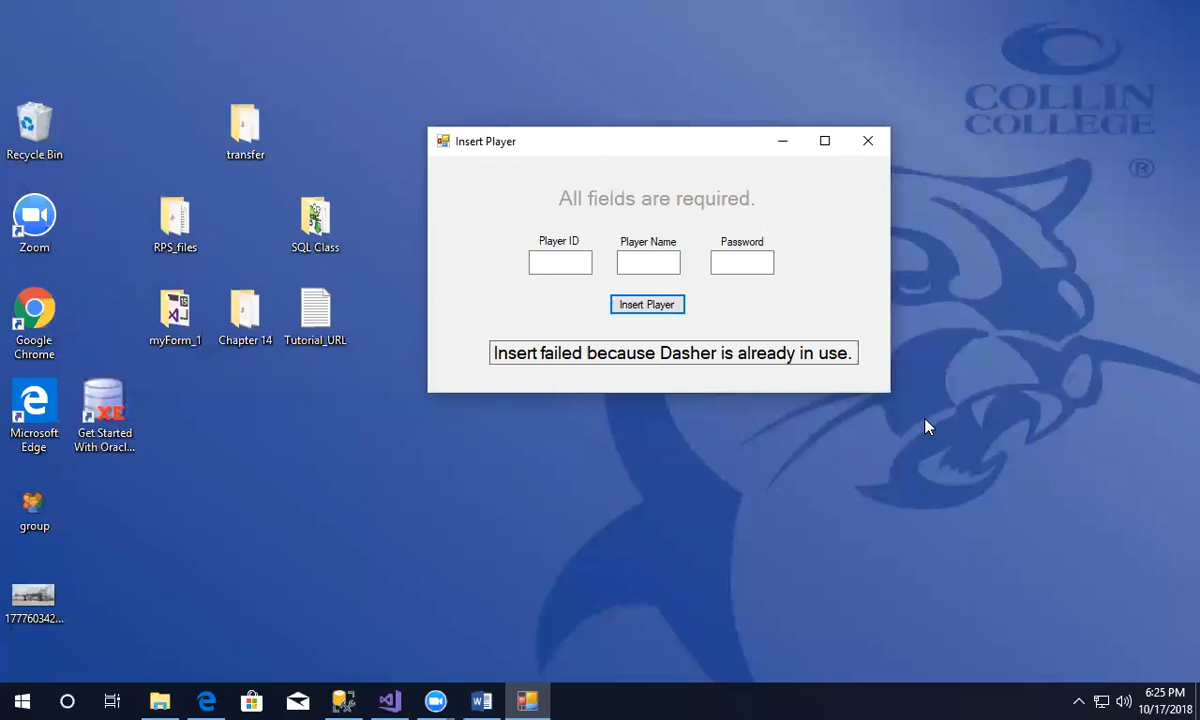 COLLIN
COLLEGE
®
Recycle Bin
transfer
Zoom
RPS_files
SQL Class
Google
Chrome
myForm_1
Chapter 14
Tutorial_URL
Microsoft
Edge
XE
Get Started
With Oracl...
group
177760342...
Insert Player
All fields are required.
Player ID
Player Name
Password
Insert Player
Insert failed because Dasher is already in use.
6:25 PM
10/17/2018